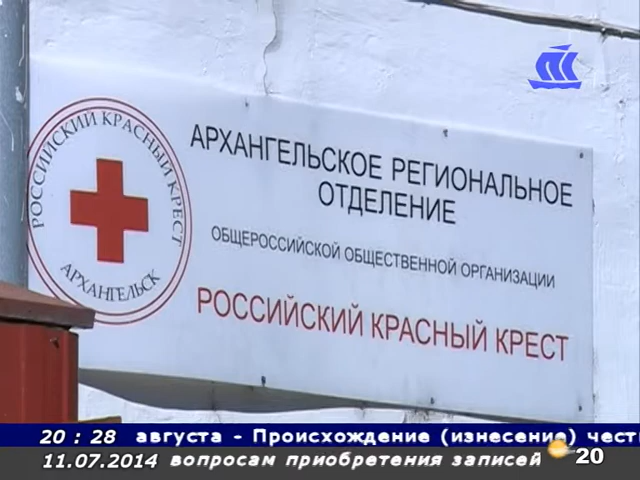 РОССИЙСКИЙ КРАСНЫЙ КРЕСТ
АРХАНГЕЛЬСК
АРХАНГЕЛЬСКОЕ РЕГИОНАЛЬНОЕ
ОТДЕЛЕНИЕ
ОБЩЕРОССИЙСКОЙ ОБЩЕСТВЕННОЙ ОРГАНИЗАЦИИ
РОССИЙСКИЙ КРАСНЫЙ КРЕСТ
20 : 28 августа - Происхождение (изнесение) чест
11.07.2014 вопросам приобретения записей 20